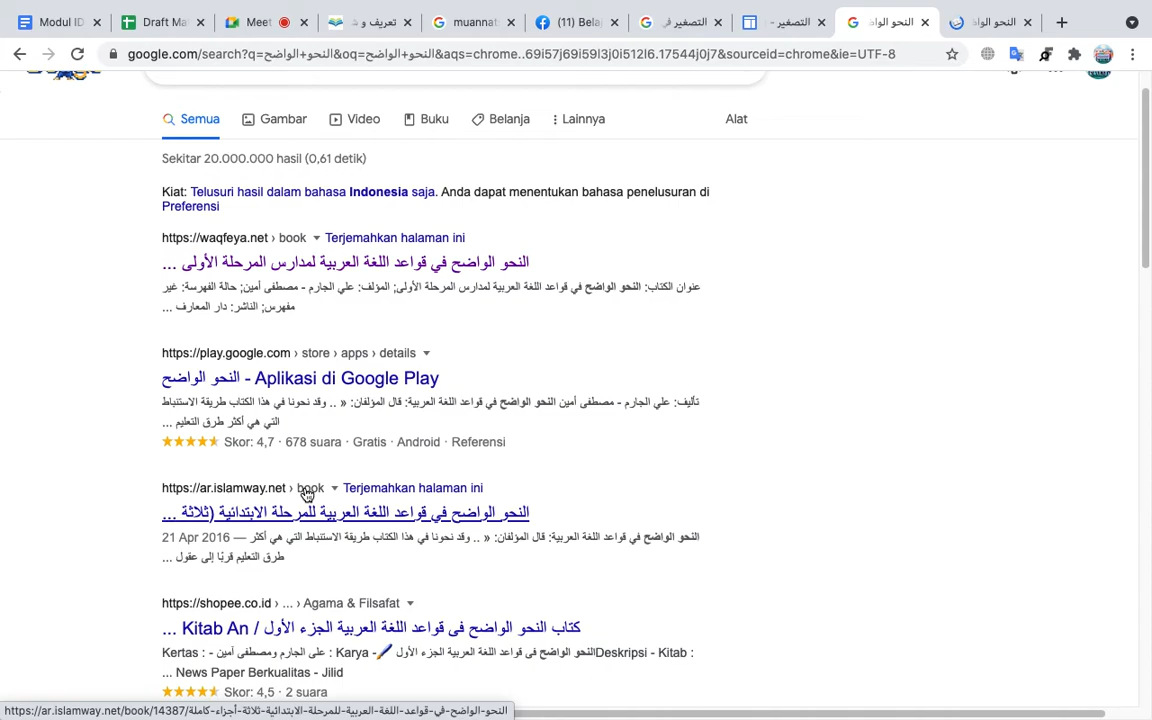 Modul ID
Draft Ma
Meet
تعريف و ش
muannat
(11) Bela
التصغير في
التصغير -
النحو الواض
النحو الواض
google.com/search?q=النحو+الواضح&oq=النحو+الواضح&aqs=chrome..69i57j69i59l3j0i512l6.17544j0j7&sourceid=chrome&ie=UTF-8
Semua
Gambar
Video
Buku
Belanja
Lainnya
Alat
Sekitar 20.000.000 hasil (0,61 detik)
Kiat: Telusuri hasil dalam bahasa Indonesia saja. Anda dapat menentukan bahasa penelusuran di
Preferensi
https://waqfeya.net › book Terjemahkan halaman ini
النحو الواضح في قواعد اللغة العربية لمدارس المرحلة الأولى ...
عنوان الكتاب: النحو الواضح في قواعد اللغة العربية لمدارس المرحلة الأولى; المؤلف: علي الجارم - مصطفى أمين; حالة الفهرسة: غير
مفهرس; الناشر: دار المعارف ...
https://play.google.com › store › apps › details
النحو الواضح - Aplikasi di Google Play
تأليف: علي الجارم - مصطفى أمين النحو الواضح في قواعد اللغة العربية: قال المؤلفان: « .. وقد نحونا في هذا الكتاب طريقة الاستنباط
التي هي أكثر طرق التعليم ...
Skor: 4,7 · 678 suara · Gratis · Android · Referensi
https://ar.islamway.net › book Terjemahkan halaman ini
النحو الواضح في قواعد اللغة العربية للمرحلة الابتدائية (ثلاثة ...
21 Apr 2016 — النحو الواضح في قواعد اللغة العربية: قال المؤلفان: « .. وقد نحونا في هذا الكتاب طريقة الاستنباط التي هي أكثر
طرق التعليم قربًا إلى عقول ...
https://shopee.co.id › ... › Agama & Filsafat
كتاب النحو الواضح فى قواعد اللغة العربية الجزء الأول / Kitab An ...
Kertas : - على الجارم ومصطفى آمين : Karya -🖌النحو الواضح فى قواعد اللغة العربية الجزء الأولDeskripsi - Kitab :
... News Paper Berkualitas - Jilid
Skor: 4,5 · 2 suara
https://ar.islamway.net/book/14387/النحو-الواضح-في-قواعد-اللغة-العربية-للمرحلة-الابتدائية-ثلاثة-أجزاء-كاملة